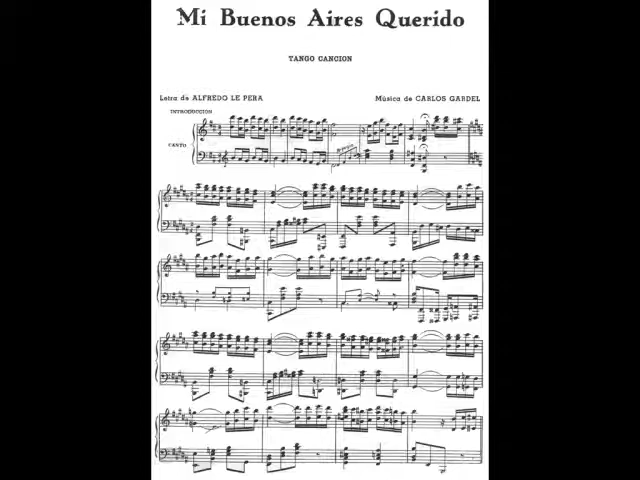 Mi Buenos Aires Querido
TANGO CANCION
Letra de ALFREDO LE PERA
Música de CARLOS GARDEL
INTRODUCCION
CANTO